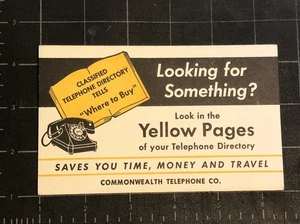 CLASSIFIED
TELEPHONE DIRECTORY
TELLS
"Where to Buy"
Looking for
Something?
Look in the
Yellow Pages
of your Telephone Directory
SAVES YOU TIME, MONEY AND TRAVEL
COMMONWEALTH TELEPHONE CO.